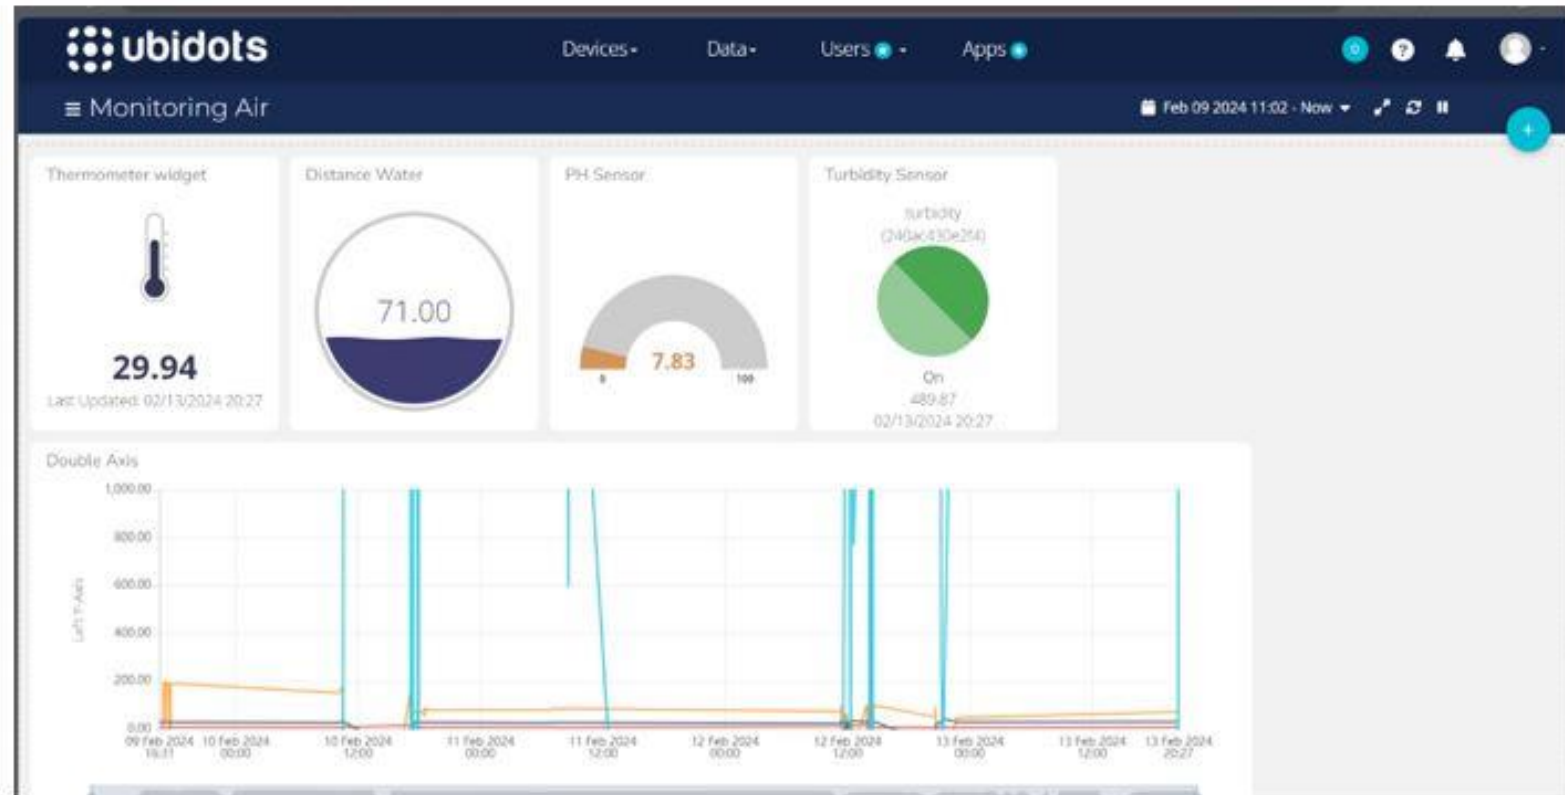 ubidots
Devices
Data
Users
Apps
Monitoring Air
Feb 09 2024 11:02 - Now
Thermometer widget
29.94
Last Updated: 02/13/2024 20:27
Distance Water
71.00
PH Sensor
7.83
0
100
Turbidity Sensor
turbidity
(240ac430e2f4)
On
489.87
02/13/2024 20:27
Double Axis
Left Y-Axis
1,000.00
800.00
600.00
400.00
200.00
0.00
09 Feb 2024
10 Feb 2024
00:00
10 Feb 2024
12:00
11 Feb 2024
00:00
11 Feb 2024
12:00
12 Feb 2024
00:00
12 Feb 2024
12:00
13 Feb 2024
00:00
13 Feb 2024
12:00
13 Feb 2024
20:27